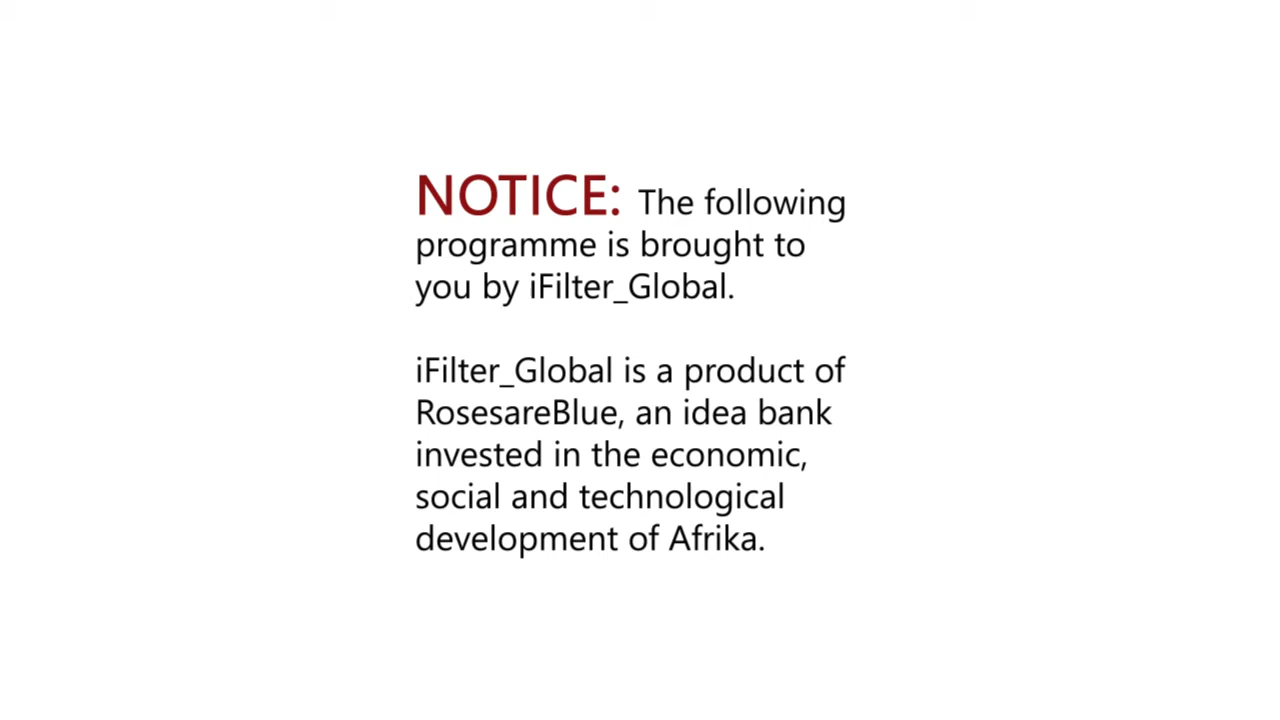 NOTICE: The following
programme is brought to
you by iFilter_Global.
iFilter_Global is a product of
RosesareBlue, an idea bank
invested in the economic,
social and technological
development of Afrika.